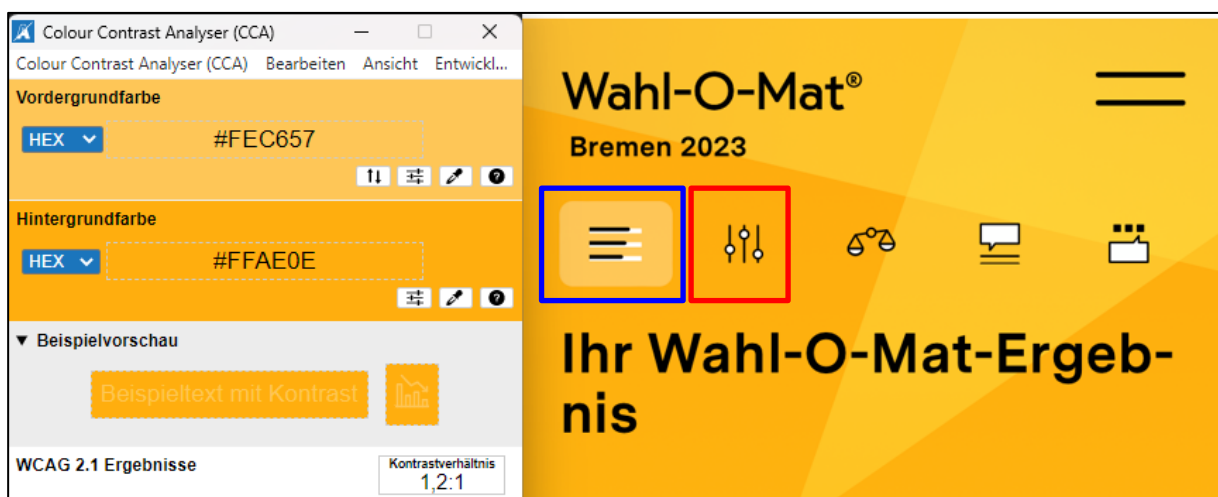 Colour Contrast Analyser (CCA)
Colour Contrast Analyser (CCA) Bearbeiten Ansicht Entwickl...
Vordergrundfarbe
HEX #FEC657
Hintergrundfarbe
HEX #FFAE0E
▼ Beispielvorschau
Beispieltext mit Kontrast
WCAG 2.1 Ergebnisse
Kontrastverhältnis
1,2:1
Wahl-O-Mat®
Bremen 2023
Ihr Wahl-O-Mat-Ergeb-
nis